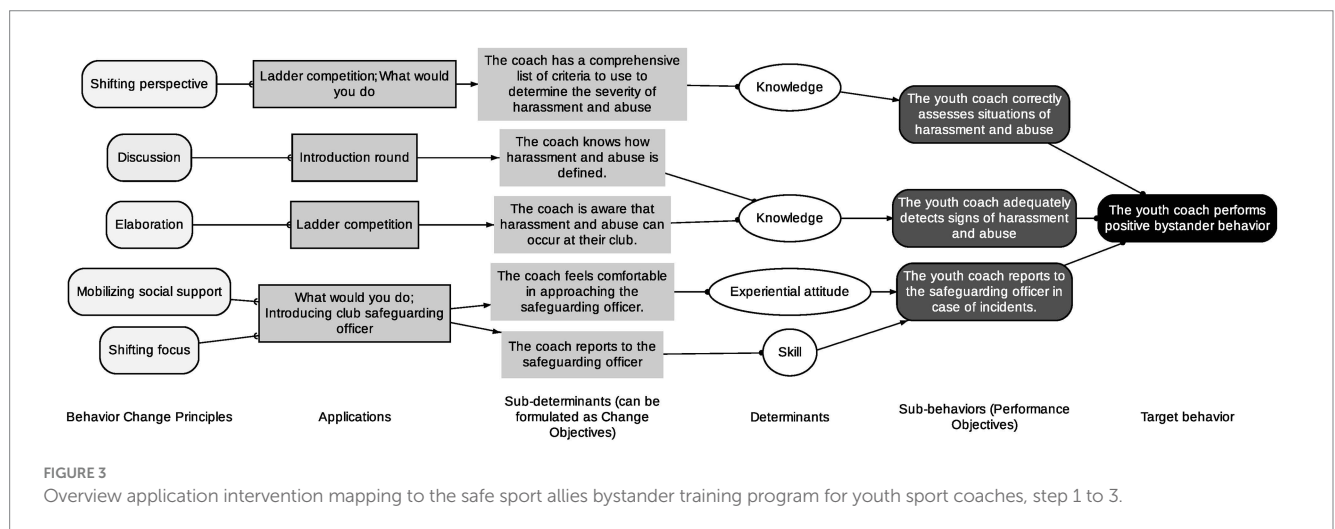 Shifting perspective
Ladder competition;What would
you do
The coach has a comprehensive
list of criteria to use to
determine the severity of
harassment and abuse
Knowledge
The youth coach correctly
assesses situations of
harassment and abuse
Discussion
Introduction round
The coach knows how
harassment and abuse is
defined.
Elaboration
Ladder competition
The coach is aware that
harassment and abuse can
occur at their club.
Knowledge
The youth coach adequately
detects signs of harassment
and abuse
The youth coach performs
positive bystander behavior
Mobilizing social support
Shifting focus
What would you do;
Introducing club safeguarding
officer
The coach feels comfortable
in approaching the
safeguarding officer.
Experiential attitude
The youth coach reports to
the safeguarding officer in
case of incidents.
The coach reports to the
safeguarding officer
Skill
Behavior Change Principles
Applications
Sub-determinants (can be
formulated as Change
Objectives)
Determinants
Sub-behaviors (Performance
Objectives)
Target behavior
FIGURE 3
Overview application intervention mapping to the safe sport allies bystander training program for youth sport coaches, step 1 to 3.